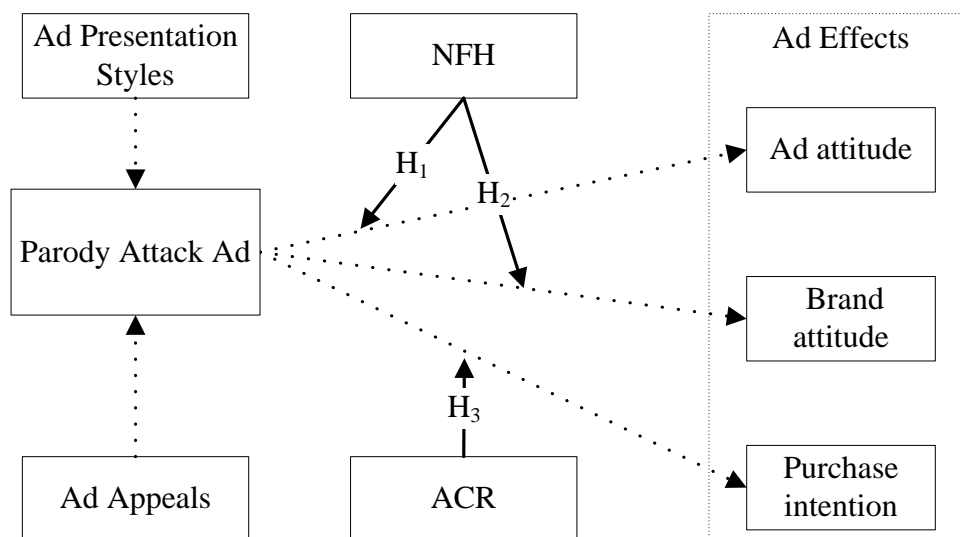 Ad Presentation
Styles
NFH
Ad Effects
H1
Ad attitude
H2
Parody Attack Ad
Brand
attitude
H3
Ad Appeals
ACR
Purchase
intention